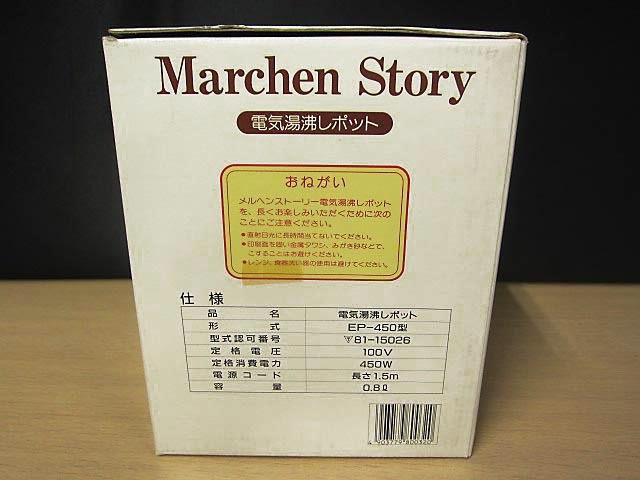 Marchen Story
電気湯沸しポット
おねがい
メルヘンストーリー電気湯沸しポット
を、長くお楽しみいただくために次の
ことにご注意ください。
●直射日光に長時間当てないでください。
●印刷面を固い金属タワシ、みがき砂などで、
こすることはお避けください。
●レンジ、食器洗い器の使用は避けてください。
仕様
品名 電気湯沸しポット
形式 EP-450型
型式認可番号 81-15026
定格電圧 100V
定格消費電力 450W
電源コード 長さ1.5m
容量 0.8ℓ
4 903779 800320